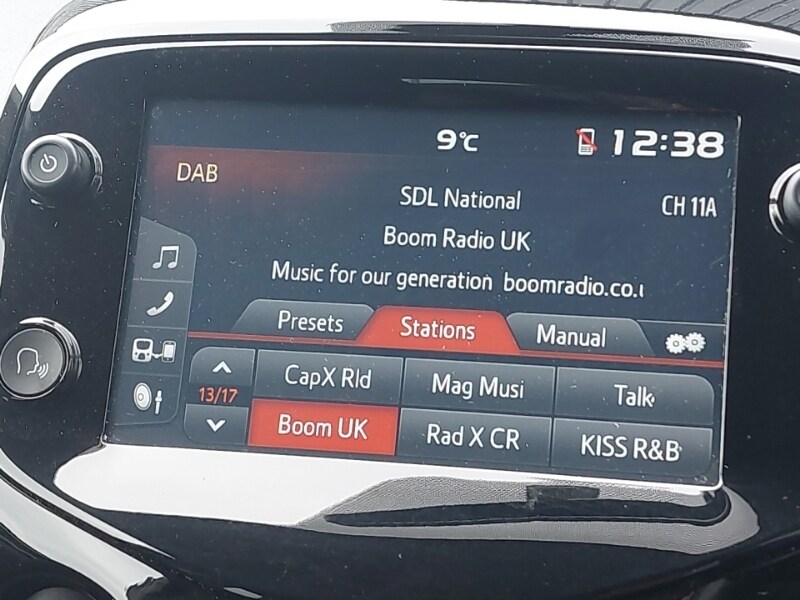 9°C 12:38
DAB
SDL National CH 11A
Boom Radio UK
Music for our generation boomradio.co.
Presets Stations Manual
CapX Rld Mag Musi Talk
13/17
Boom UK Rad X CR KISS R&B